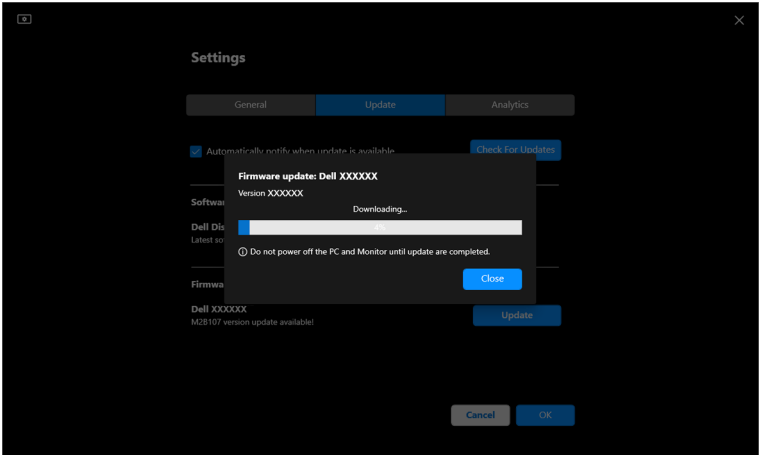 Settings
General Update Analytics
Automatically notify when update is available
Check For Updates
Firmware update: Dell XXXXXX
Version XXXXXX
Downloading...
4%
Do not power off the PC and Monitor until update are completed.
Close
Dell XXXXXX
M2B107 version update available!
Update
Cancel OK